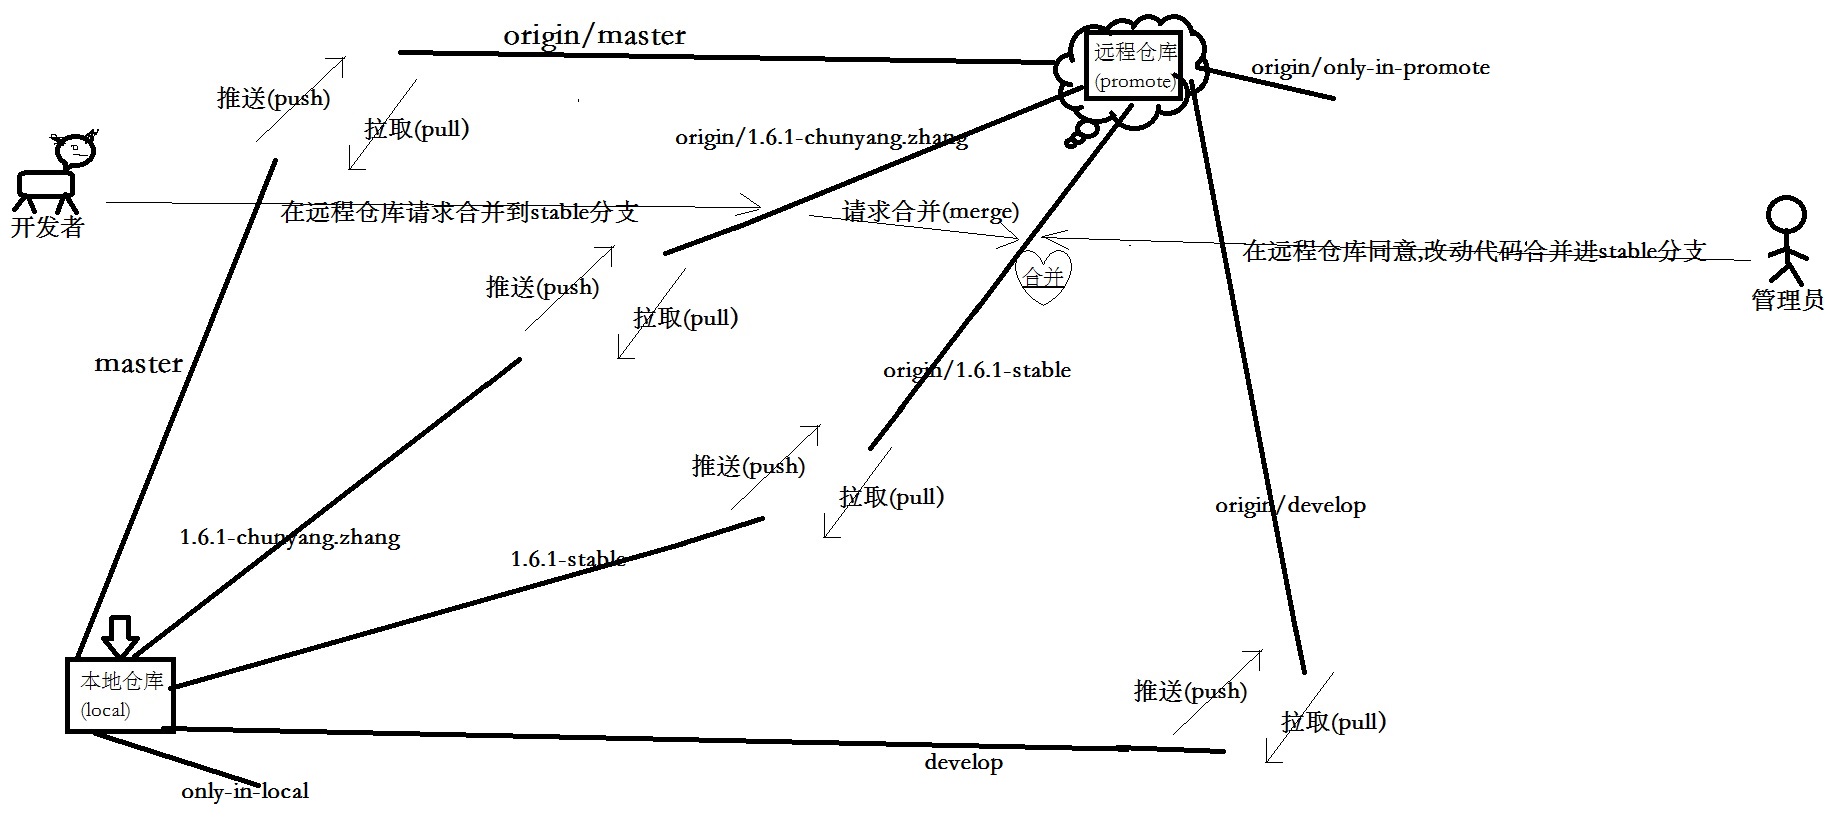 origin/master
远程仓库
(promote)
origin/only-in-promote
推送(push)
拉取(pull)
origin/1.6.1-chunyang.zhang
开发者
在远程仓库请求合并到stable分支
请求合并(merge)
在远程仓库同意,改动代码合并进stable分支
管理员
合并
推送(push)
拉取(pull)
master
origin/1.6.1-stable
推送(push)
拉取(pull)
origin/develop
1.6.1-chunyang.zhang
1.6.1-stable
本地仓库
(local)
推送(push)
拉取(pull)
develop
only-in-local